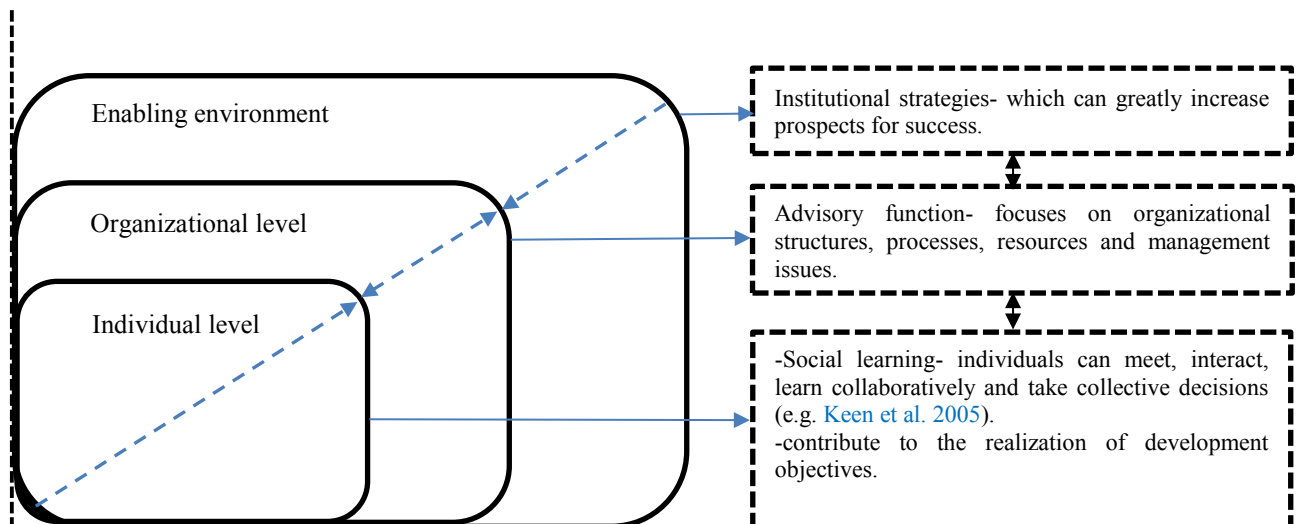 Enabling environment
Organizational level
Individual level
Institutional strategies- which can greatly increase
prospects for success.
Advisory function- focuses on organizational
structures, processes, resources and management
issues.
-Social learning- individuals can meet, interact,
learn collaboratively and take collective decisions
(e.g. Keen et al. 2005).
-contribute to the realization of development
objectives.